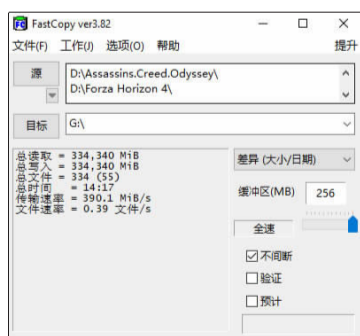 FastCopy ver3.82
文件(F) 工作(J) 选项(O) 帮助 提升
源
D:\Assassins.Creed.Odyssey\
D:\Forza Horizon 4\
目标 G:\
总读取 = 334,340 MiB
总写入 = 334,340 MiB
总文件 = 334 (55)
总时间 = 14:17
传输速率 = 390.1 MiB/s
文件速率 = 0.39 文件/s
差异 (大小/日期)
缓冲区(MB) 256
全速
不间断
验证
预计